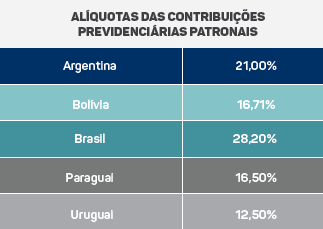 ALÍQUOTAS DAS CONTRIBUIÇÕES
PREVIDENCIÁRIAS PATRONAIS
Argentina 21,00%
Bolívia 16,71%
Brasil 28,20%
Paraguai 16,50%
Uruguai 12,50%